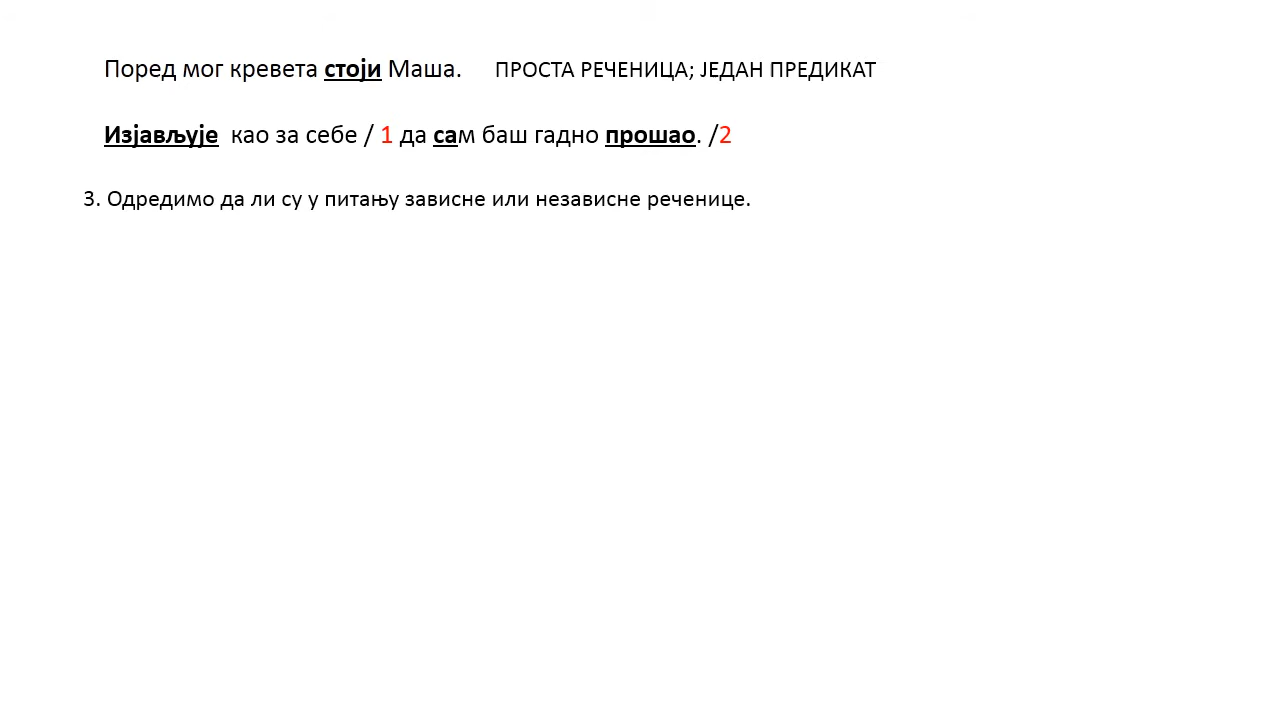 Поред мог кревета стоји Маша. ПРОСТА РЕЧЕНИЦА; ЈЕДАН ПРЕДИКАТ
Изјављује као за себе / 1 да сам баш гадно прошао. /2
3. Одредимо да ли су у питању зависне или независне реченице.